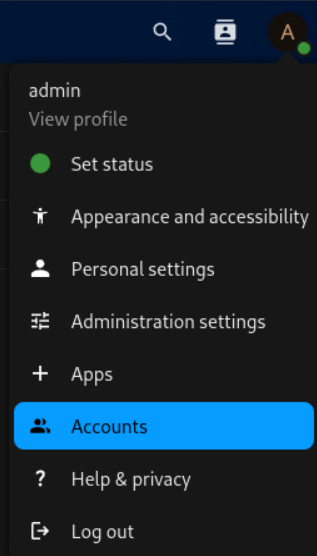 A
admin
View profile
Set status
Appearance and accessibility
Personal settings
Administration settings
Apps
Accounts
? Help & privacy
Log out